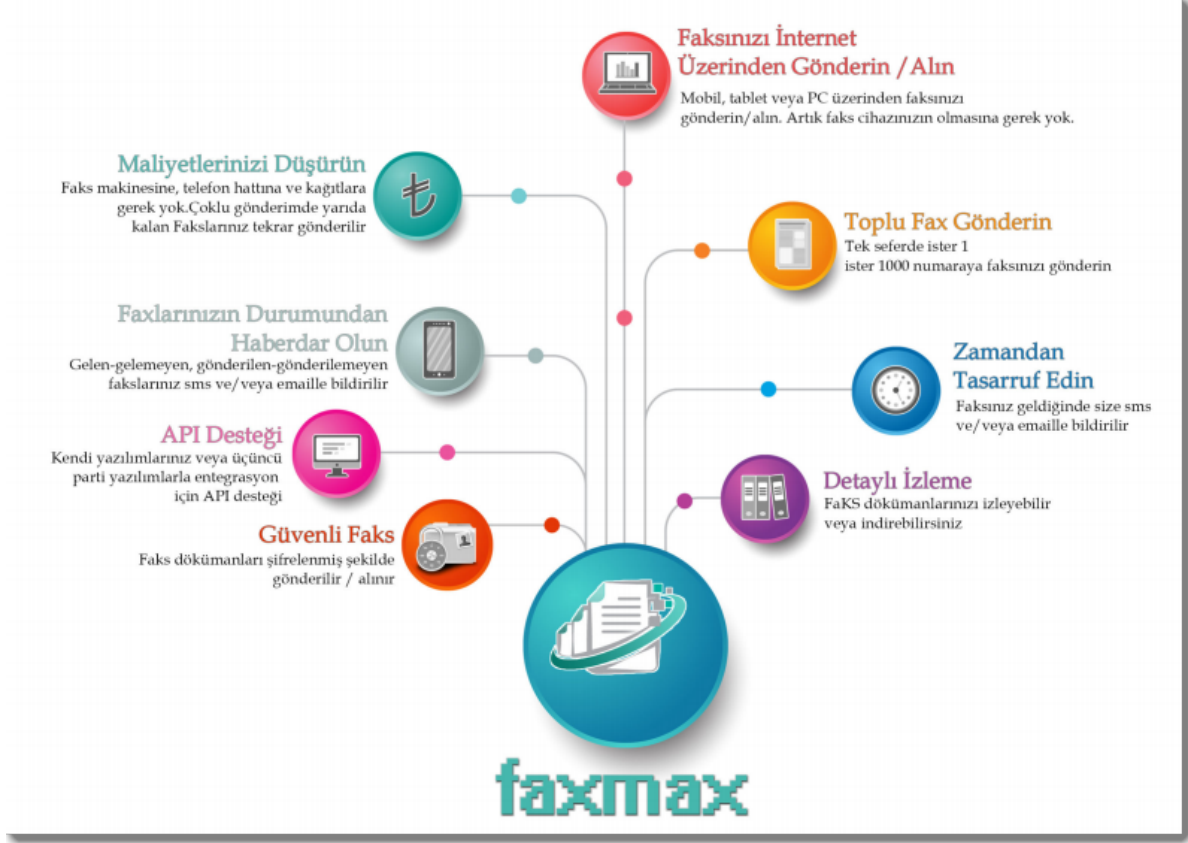 Faksınızı İnternet
Üzerinden Gönderin / Alın
Mobil, tablet veya PC üzerinden faksınızı
gönderin/alın. Artık faks cihazınızın olmasına gerek yok.
Maliyetlerinizi Düşürün
Faks makinesine, telefon hattına ve kağıtlara
gerek yok.Çoklu gönderimde yarıda
kalan Fakslarınız tekrar gönderilir
Toplu Fax Gönderin
Tek seferde ister 1
ister 1000 numaraya faksınızı gönderin
Faxlarınızın Durumundan
Haberdar Olun
Gelen-gelemeyen, gönderilen-gönderilemeyen
fakslarınız sms ve/veya emaille bildirilir
Zamandan
Tasarruf Edin
Faksınız geldiğinde size sms
ve/veya emaille bildirilir
API Desteği
Kendi yazılımlarınız veya üçüncü
parti yazılımlarla entegrasyon
için API desteği
Detaylı İzleme
FaKS dökümanlarınızı izleyebilir
veya indirebilirsiniz
Güvenli Faks
Faks dökümanları şifrelenmiş şekilde
gönderilir / alınır
faxmax